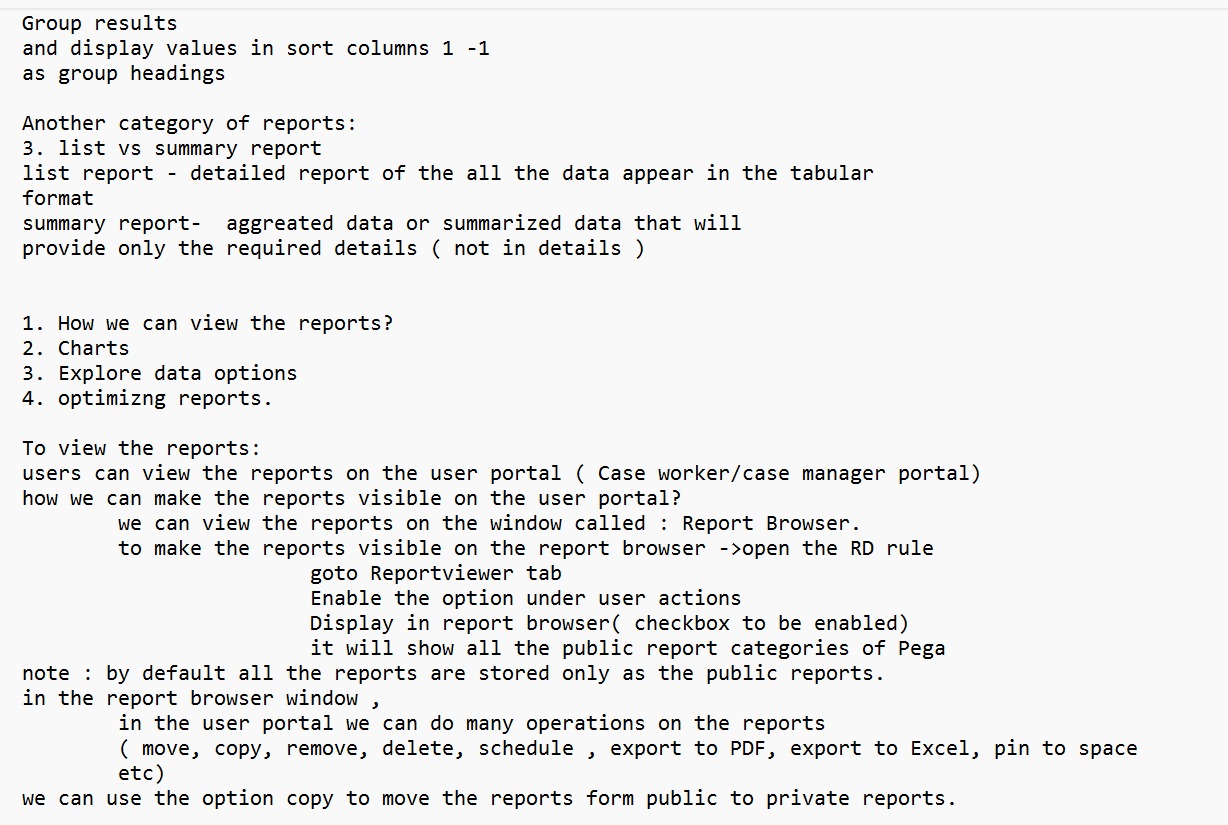 Group results
and display values in sort columns 1 -1
as group headings
Another category of reports:
3. list vs summary report
list report - detailed report of the all the data appear in the tabular
format
summary report-  aggreated data or summarized data that will
provide only the required details ( not in details )
1. How we can view the reports?
2. Charts
3. Explore data options
4. optimizng reports.
To view the reports:
users can view the reports on the user portal ( Case worker/case manager portal)
how we can make the reports visible on the user portal?
we can view the reports on the window called : Report Browser.
to make the reports visible on the report browser ->open the RD rule
goto Reportviewer tab
Enable the option under user actions
Display in report browser( checkbox to be enabled)
it will show all the public report categories of Pega
note : by default all the reports are stored only as the public reports.
in the report browser window ,
in the user portal we can do many operations on the reports
( move, copy, remove, delete, schedule , export to PDF, export to Excel, pin to space
etc)
we can use the option copy to move the reports form public to private reports.